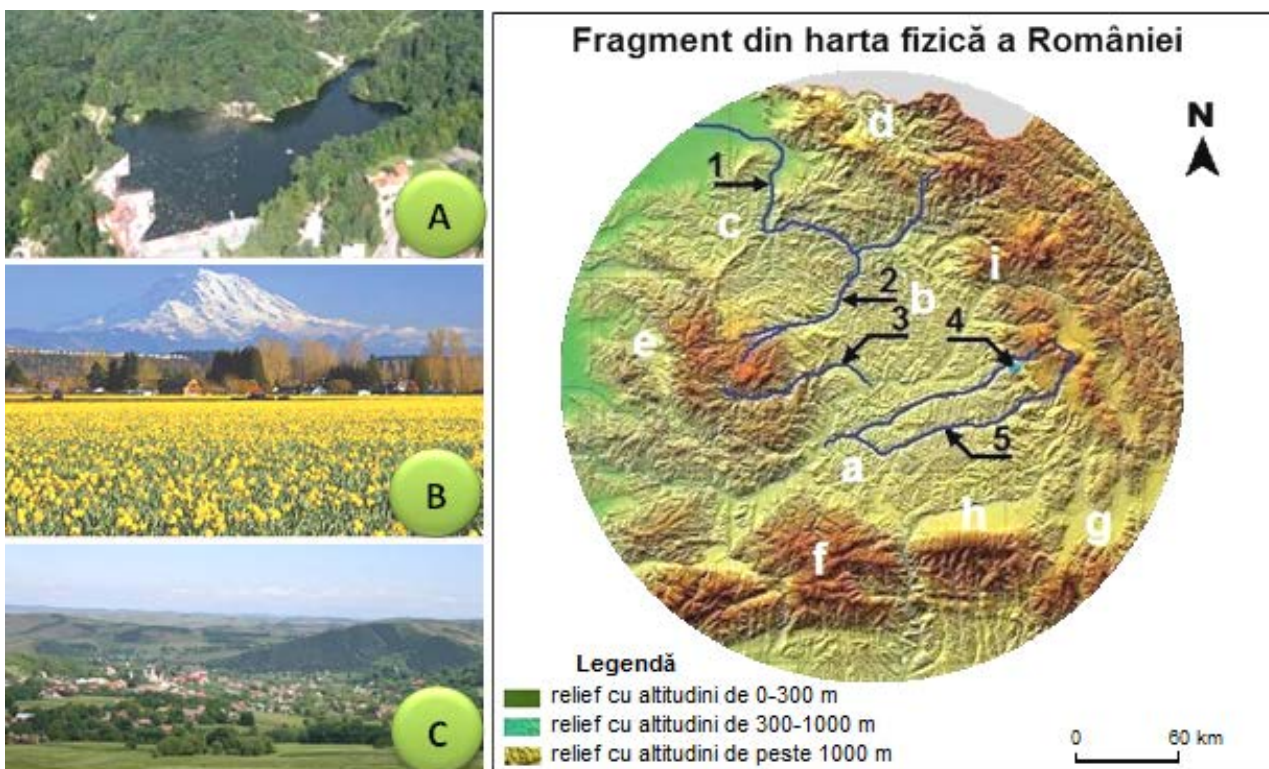 A
B
C
Fragment din harta fizică a României
N
d
1
c
i
2
b
3
4
e
5
a
h
g
f
Legendă
relief cu altitudini de 0-300 m
relief cu altitudini de 300-1000 m
relief cu altitudini de peste 1000 m
0 60 km